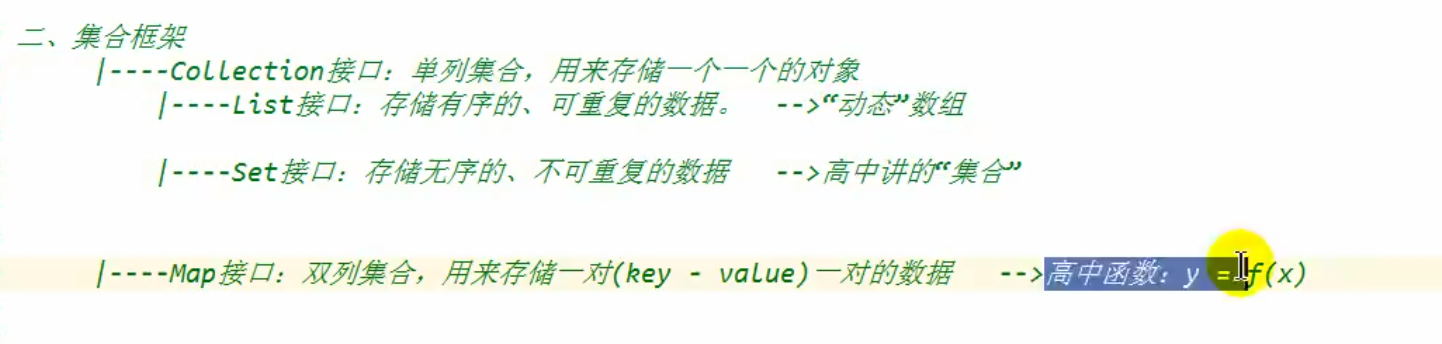 二、集合框架
|----Collection接口：单列集合，用来存储一个一个的对象
|----List接口：存储有序的、可重复的数据。 -->“动态”数组
|----Set接口：存储无序的、不可重复的数据 -->高中讲的“集合”
|----Map接口：双列集合，用来存储一对(key - value)一对的数据 -->高中函数：y = f(x)